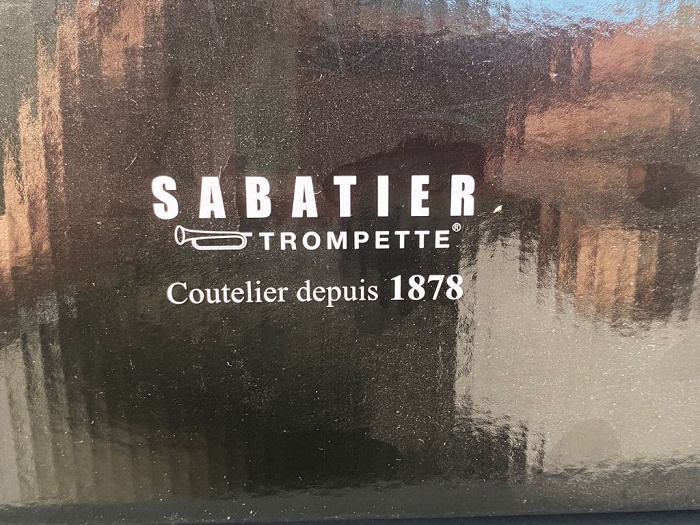 SABATIER
TROMPETTE®
Coutelier depuis 1878